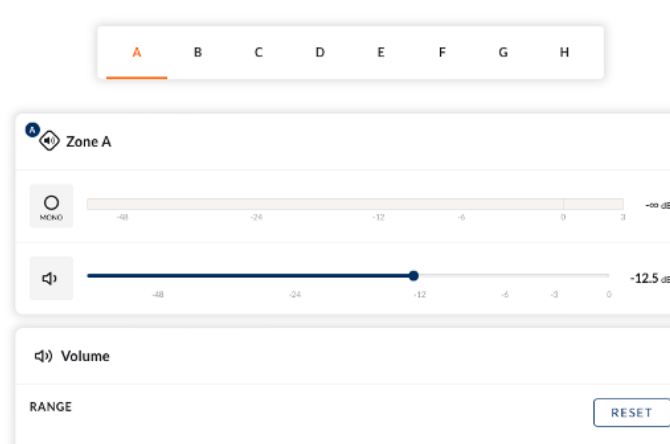 A B C D E F G H
A
Zone A
MONO
-∞ dB
-48 -24 -12 -6 0 3
-12.5 dB
-48 -24 -12 -6 -3 0
Volume
RANGE
RESET